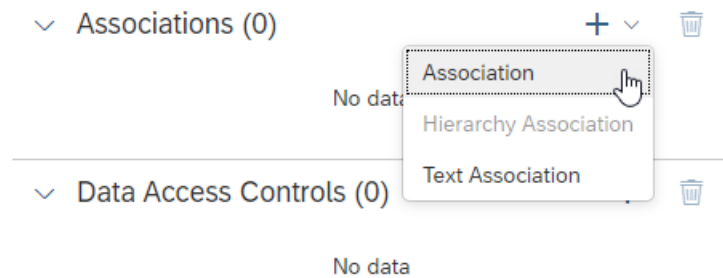 Associations (0)
Association
No data
Hierarchy Association
Text Association
Data Access Controls (0)
No data